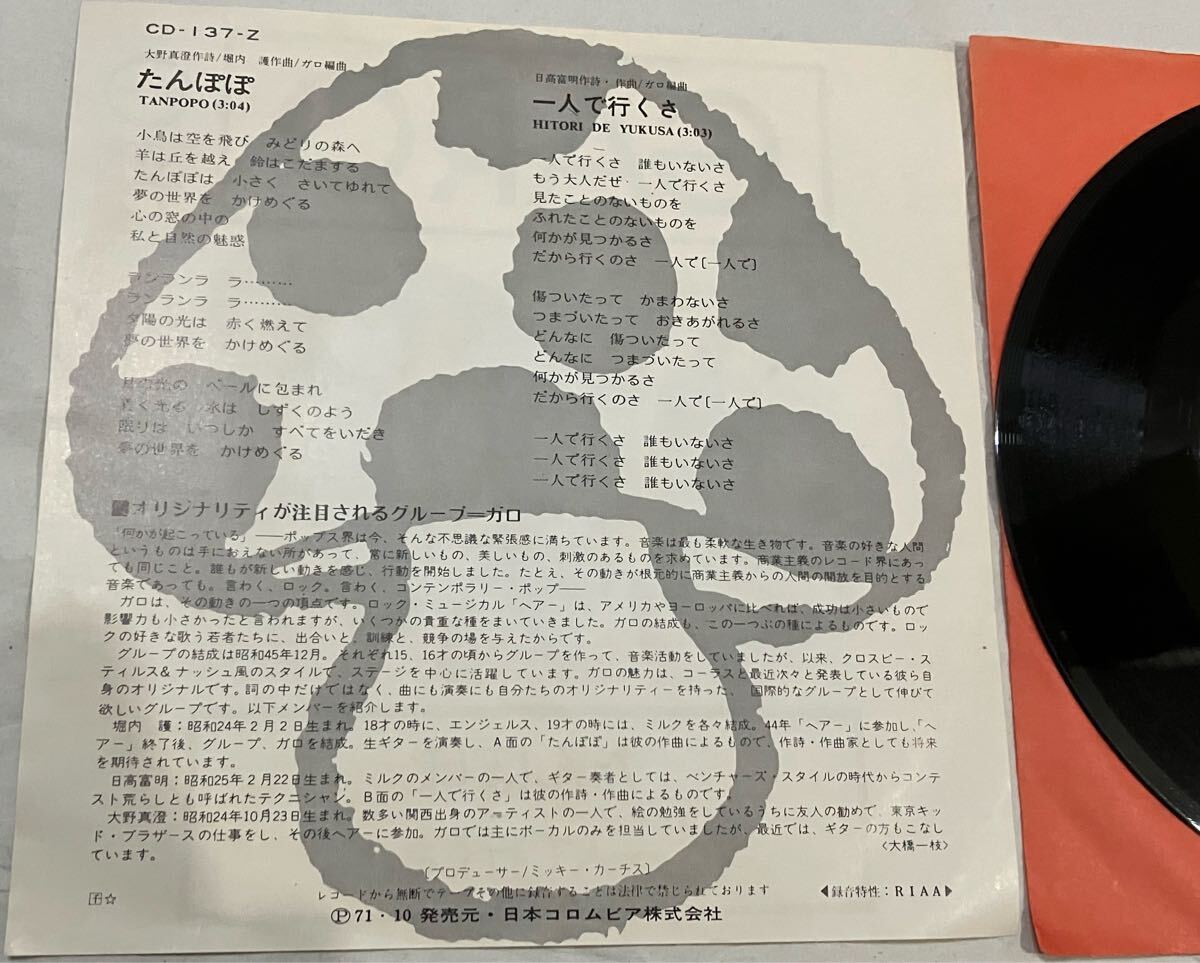 CD-137-Z
大野真澄作詩/堀内 護作曲/ガロ編曲
たんぽぽ
TANPOPO (3:04)
小鳥は空を飛び みどりの森へ
羊は丘を越え 鈴はこだまする
たんぽぽは 小さく さいてゆれて
夢の世界を かけめぐる
心の窓の中の
私と自然の魅惑
ランランラ ラ………
ランランラ ラ………
夕陽の光は 赤く燃えて
夢の世界を かけめぐる
ベールに包まれ
しずくのよう
眠りは いつしか すべてをいだき
夢の世界を かけめぐる
日高富明作詩・作曲/ガロ編曲
一人で行くさ
HITORI DE YUKUSA (3:03)
一人で行くさ 誰もいないさ
もう大人だぜ 一人で行くさ
見たことのないものを
ふれたことのないものを
何かが見つかるさ
だから行くのさ 一人で〔一人で〕
傷ついたって かまわないさ
つまづいたって おきあがれるさ
どんなに 傷ついたって
どんなに つまづいたって
何かが見つかるさ
だから行くのさ 一人で〔一人で〕
一人で行くさ 誰もいないさ
一人で行くさ 誰もいないさ
一人で行くさ 誰もいないさ
オリジナリティが注目されるグループ=ガロ
「何かが起こっている」――ポップス界は今、そんな不思議な緊張感に満ちています。音楽は最も柔軟な生き物です。音楽の好きな人間
というものは手におえない所があって、常に新しいもの、美しいもの、刺激のあるものを求めています。商業主義のレコード界にあっ
ても同じこと。誰もが新しい動きを感じ、行動を開始しました。たとえ、その動きが根元的に商業主義からの人間の開放を目的とする
音楽であっても。言わく、ロック。言わく、コンテンポラリー・ポップ――
ガロは、その動きの一つの頂点です。ロック・ミュージカル「ヘアー」は、アメリカやヨーロッパに比べれば、成功は小さいもので
影響力も小さかったと言われますが、いくつかの貴重な種をまいていきました。ガロの結成も、この一つぶの種によるものです。ロッ
クの好きな歌う若者たちに、出合いと、訓練と、競争の場を与えたからです。
グループの結成は昭和45年12月。それぞれ15、16才の頃からグループを作って、音楽活動をしていましたが、以来、クロスビー・ス
ティルス&ナッシュ風のスタイルで、ステージを中心に活躍しています。ガロの魅力は、コーラスと最近次々と発表している彼ら自
身のオリジナルです。詞の中だけではなく、曲にも演奏にも自分たちのオリジナリティーを持った、国際的なグループとして伸びて
欲しいグループです。以下メンバーを紹介します。
堀内 護:昭和24年2月2日生まれ。18才の時に、エンジェルス、19才の時には、ミルクを各々結成。44年「ヘアー」に参加し、「ヘ
アー」終了後、グループ、ガロを結成。生ギターを演奏し、A面の「たんぽぽ」は彼の作曲によるもので、作詩・作曲家としても将来
を期待されています。
日高富明:昭和25年2月22日生まれ。ミルクのメンバーの一人で、ギター奏者としては、ベンチャーズ・スタイルの時代からコンテ
スト荒らしとも呼ばれたテクニシャン。B面の「一人で行くさ」は彼の作詩・作曲によるものです。
大野真澄:昭和24年10月23日生まれ。数多い関西出身のアーティストの一人で、絵の勉強をしているうちに友人の勧めで、東京キッ
ド・ブラザースの仕事をし、その後ヘアーに参加。ガロでは主にボーカルのみを担当していましたが、最近では、ギターの方もこなし
ています。
〈大橋一枝〉
〔プロデューサー/ミッキー・カーチス〕
レコードから無断でテープその他に録音することは法律で禁じられております
◀録音特性:RIAA▶
Ⓟ71・10 発売元・日本コロムビア株式会社